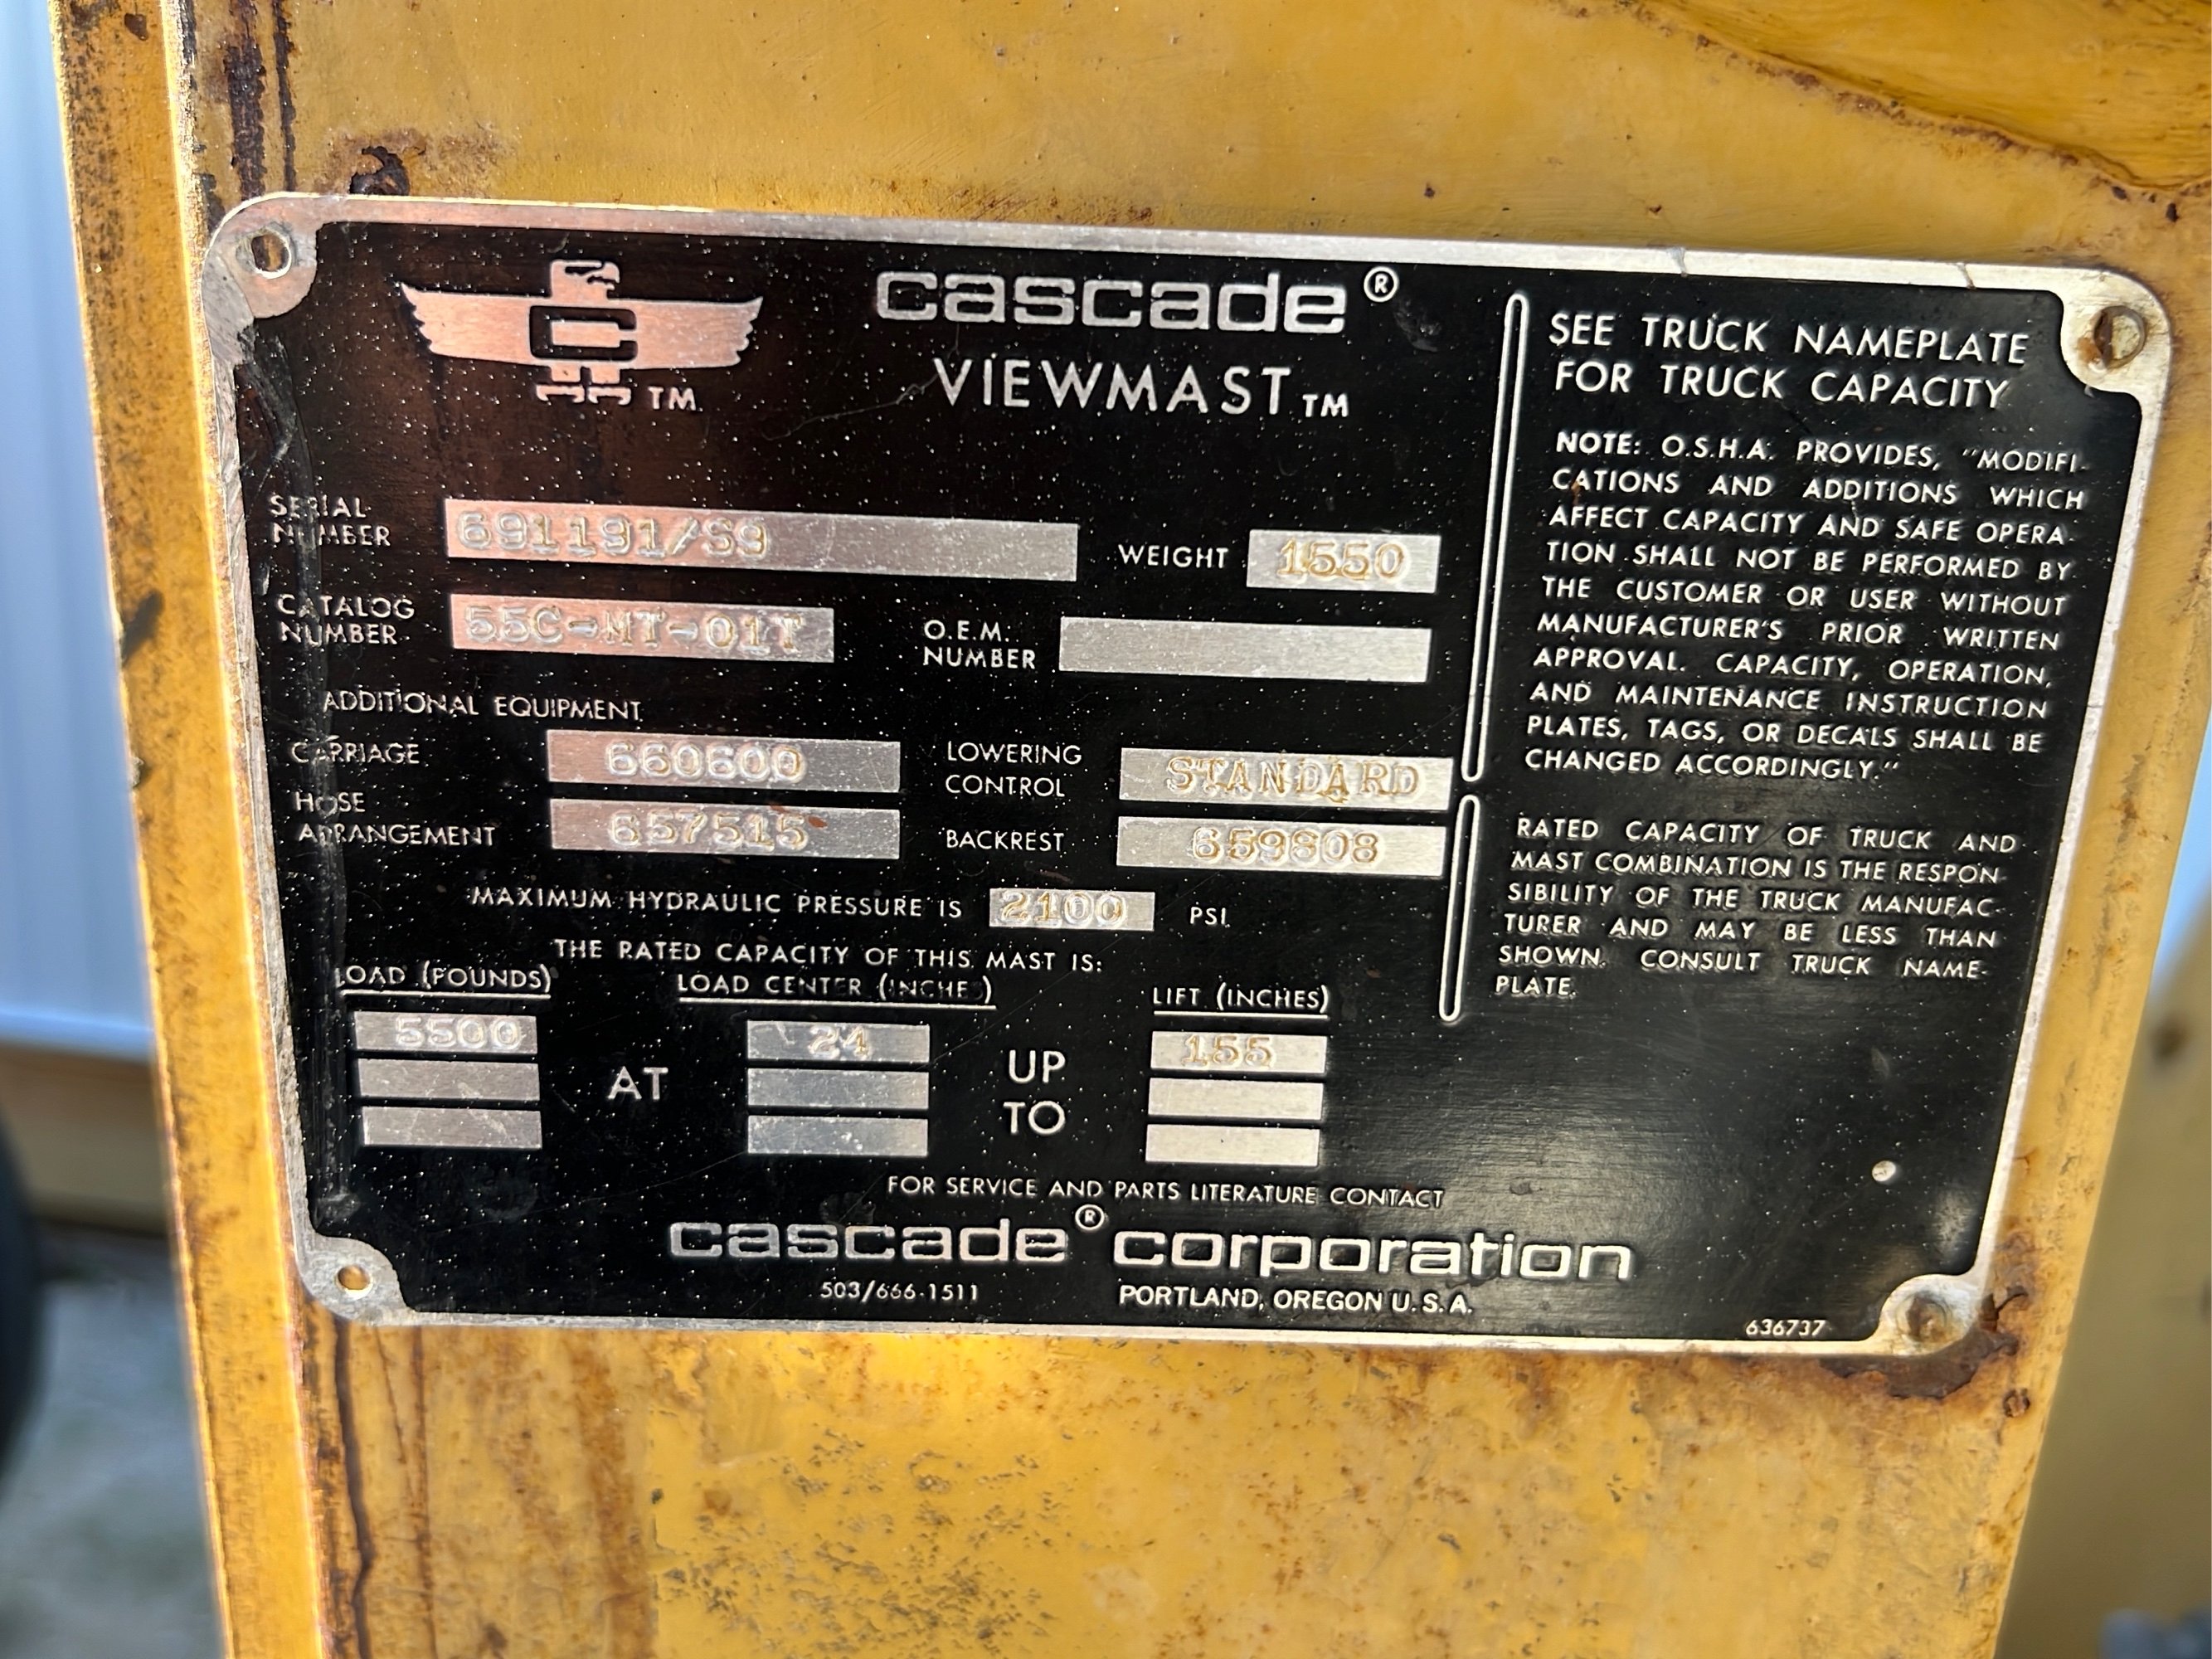 C TM
cascade®
VIEWMAST TM
SERIAL NUMBER 691191/S9
WEIGHT 1550
CATALOG NUMBER 55C-MT-01T
O.E.M. NUMBER
ADDITIONAL EQUIPMENT
CARRIAGE 660600
LOWERING CONTROL STANDARD
HOSE ARRANGEMENT 657515
BACKREST 659808
MAXIMUM HYDRAULIC PRESSURE IS 2100 PSI
THE RATED CAPACITY OF THIS MAST IS:
LOAD (POUNDS) LOAD CENTER (INCHES) LIFT (INCHES)
5500 AT 24 UP TO 155
SEE TRUCK NAMEPLATE
FOR TRUCK CAPACITY
NOTE: O.S.H.A. PROVIDES, "MODIFI-
CATIONS AND ADDITIONS WHICH
AFFECT CAPACITY AND SAFE OPERA-
TION SHALL NOT BE PERFORMED BY
THE CUSTOMER OR USER WITHOUT
MANUFACTURER'S PRIOR WRITTEN
APPROVAL. CAPACITY, OPERATION,
AND MAINTENANCE INSTRUCTION
PLATES, TAGS, OR DECALS SHALL BE
CHANGED ACCORDINGLY."
RATED CAPACITY OF TRUCK AND
MAST COMBINATION IS THE RESPON-
SIBILITY OF THE TRUCK MANUFAC-
TURER AND MAY BE LESS THAN
SHOWN. CONSULT TRUCK NAME-
PLATE.
FOR SERVICE AND PARTS LITERATURE CONTACT
cascade® corporation
503/666-1511 PORTLAND, OREGON U.S.A.
636737